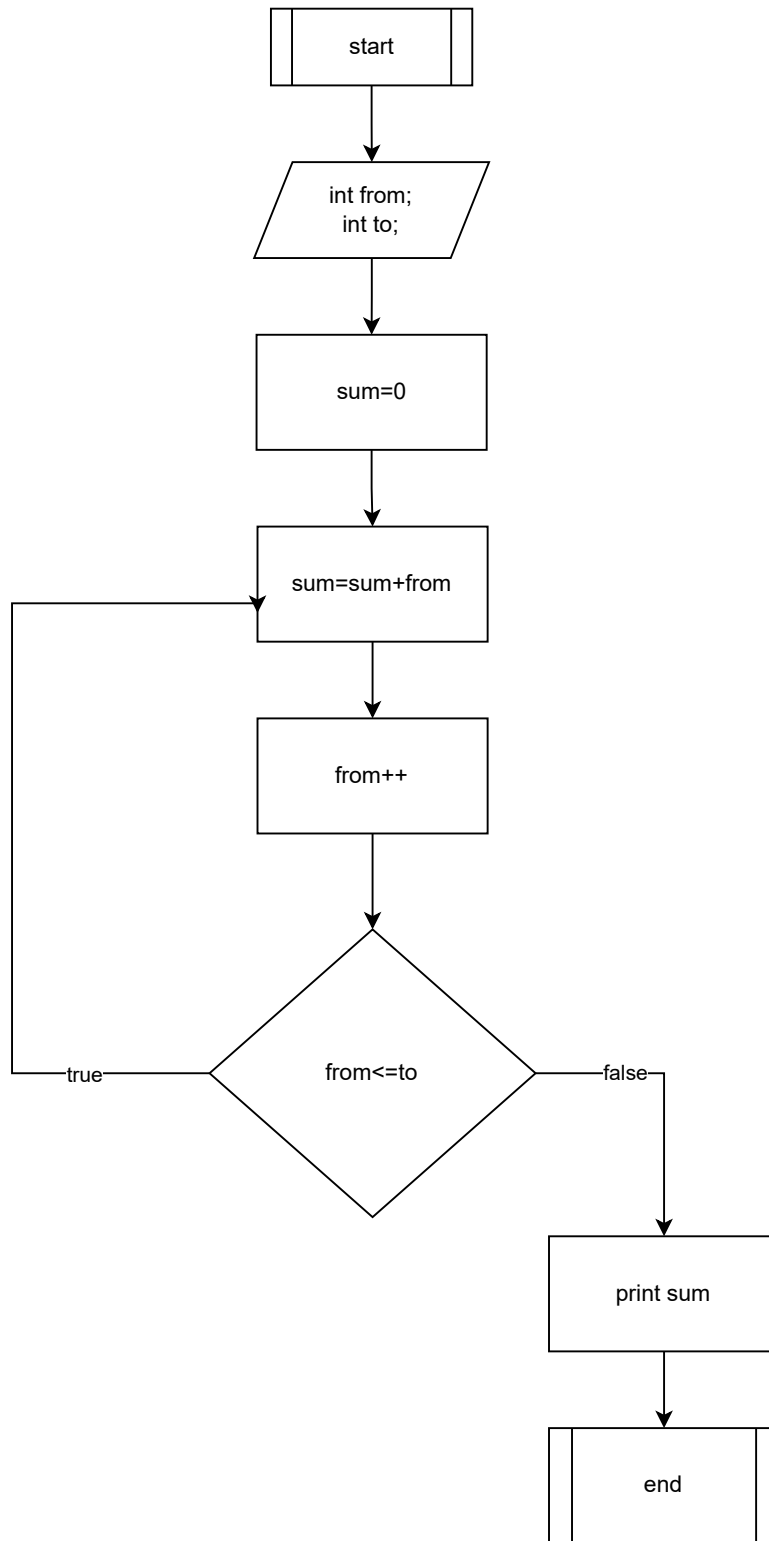 start
int from;
int to;
sum=0
sum=sum+from
from++
from<=to
true
false
print sum
end